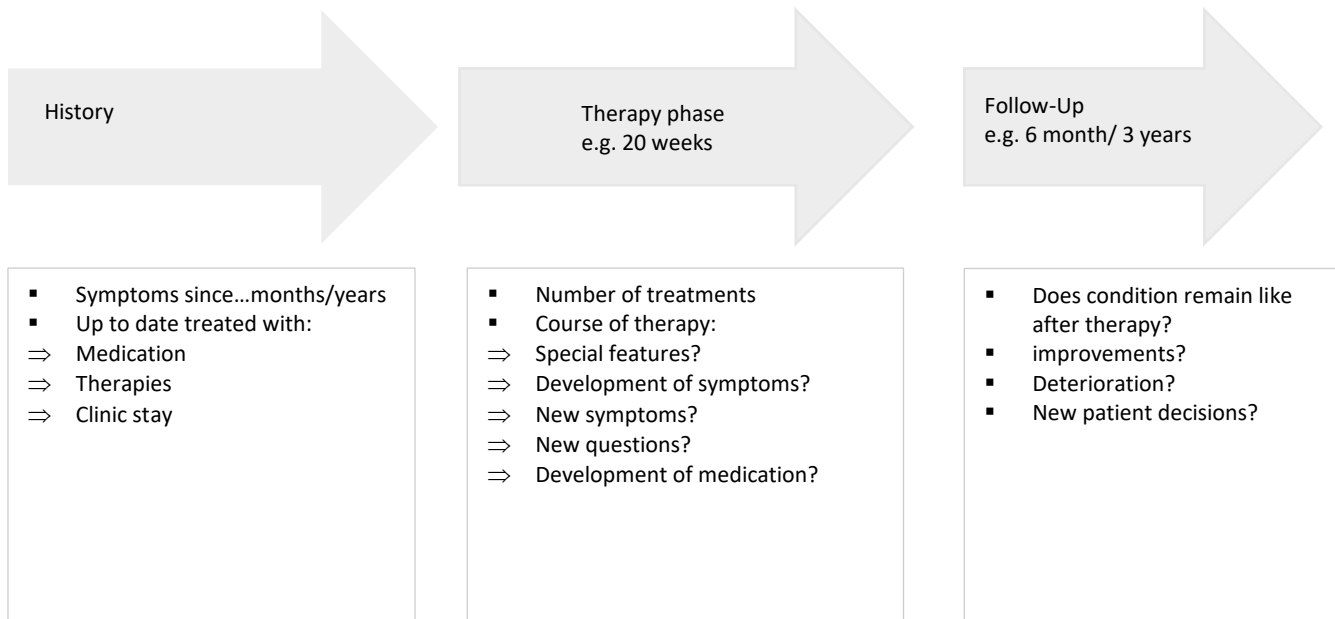 History
Therapy phase
e.g. 20 weeks
Follow-Up
e.g. 6 month/ 3 years
▪ Symptoms since...months/years
▪ Up to date treated with:
⇒ Medication
⇒ Therapies
⇒ Clinic stay
▪ Number of treatments
▪ Course of therapy:
⇒ Special features?
⇒ Development of symptoms?
⇒ New symptoms?
⇒ New questions?
⇒ Development of medication?
▪ Does condition remain like
after therapy?
▪ improvements?
▪ Deterioration?
▪ New patient decisions?